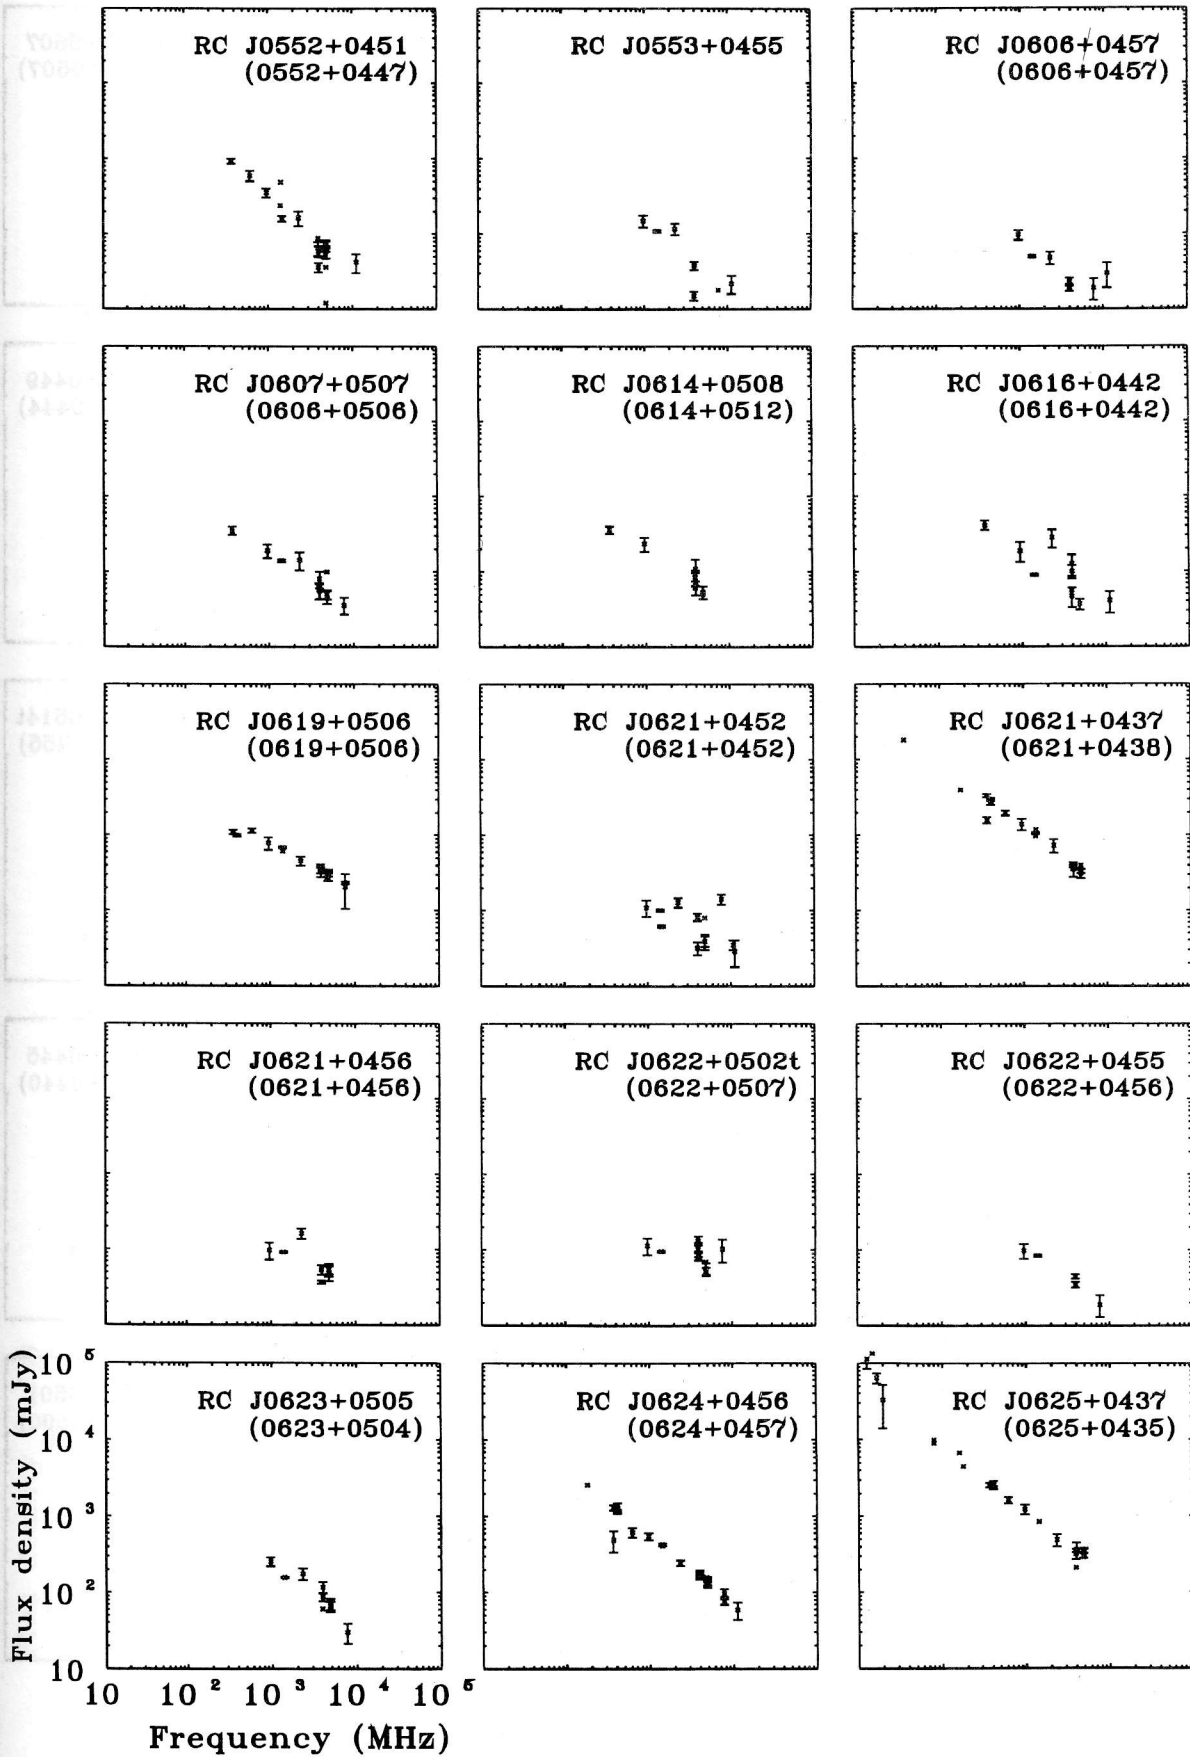 RC J0552+0451
(0552+0447)
RC J0553+0455
RC J0606+0457
(0606+0457)
RC J0607+0507
(0606+0506)
RC J0614+0508
(0614+0512)
RC J0616+0442
(0616+0442)
RC J0619+0506
(0619+0506)
RC J0621+0452
(0621+0452)
RC J0621+0437
(0621+0438)
RC J0621+0456
(0621+0456)
RC J0622+0502t
(0622+0507)
RC J0622+0455
(0622+0456)
RC J0623+0505
(0623+0504)
RC J0624+0456
(0624+0457)
RC J0625+0437
(0625+0435)
Flux density (mJy)
10 5
10 4
10 3
10 2
10
10 10 2 10 3 10 4 10 5
Frequency (MHz)